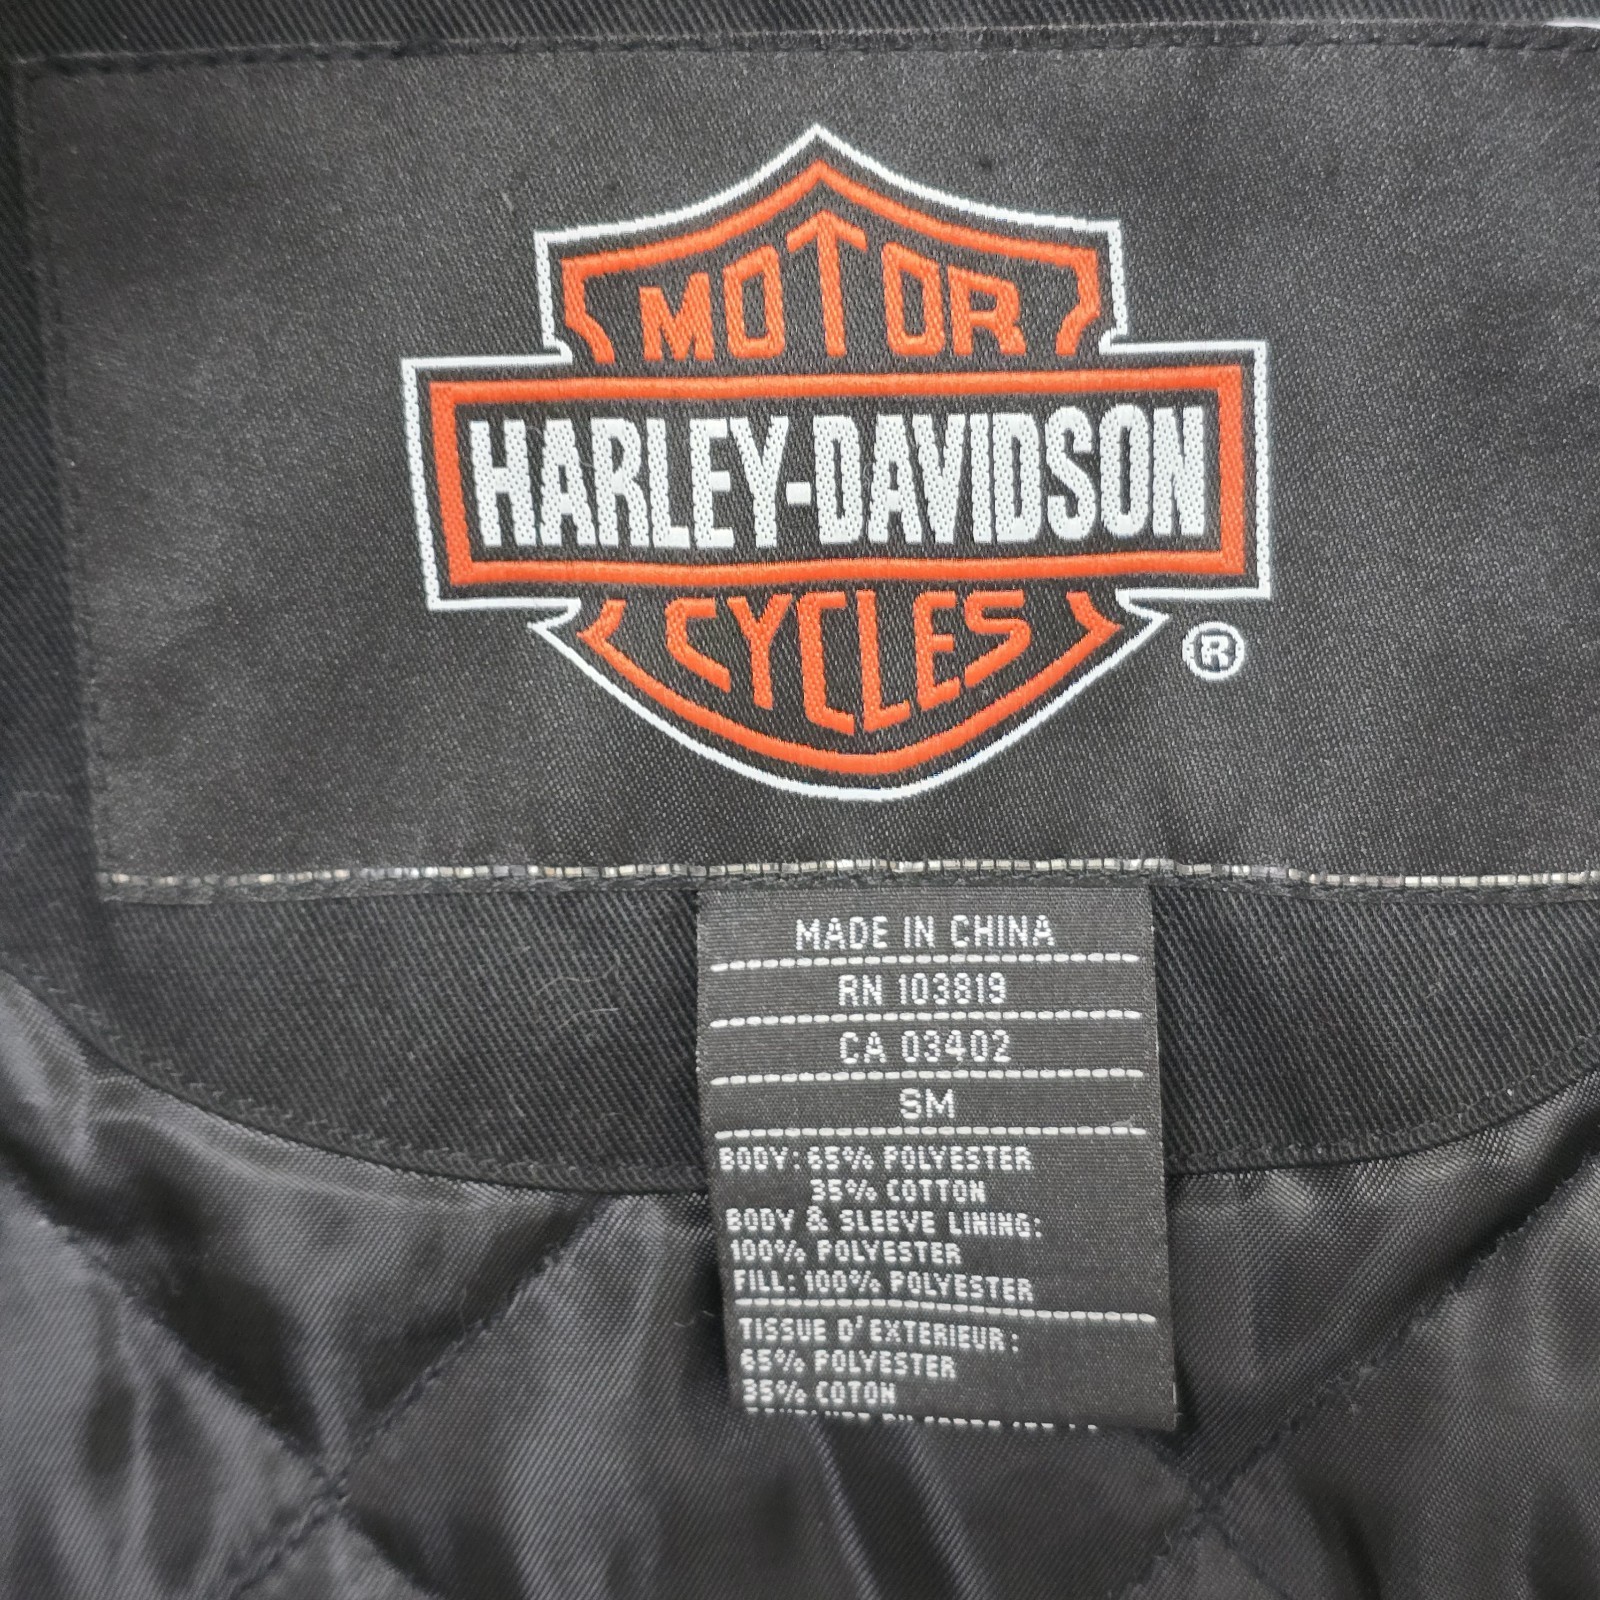 MOTOR
HARLEY-DAVIDSON
CYCLES
®
MADE IN CHINA
RN 103819
CA 03402
SM
BODY: 65% POLYESTER
35% COTTON
BODY & SLEEVE LINING:
100% POLYESTER
FILL: 100% POLYESTER
TISSUE D'EXTERIEUR:
65% POLYESTER
35% COTON